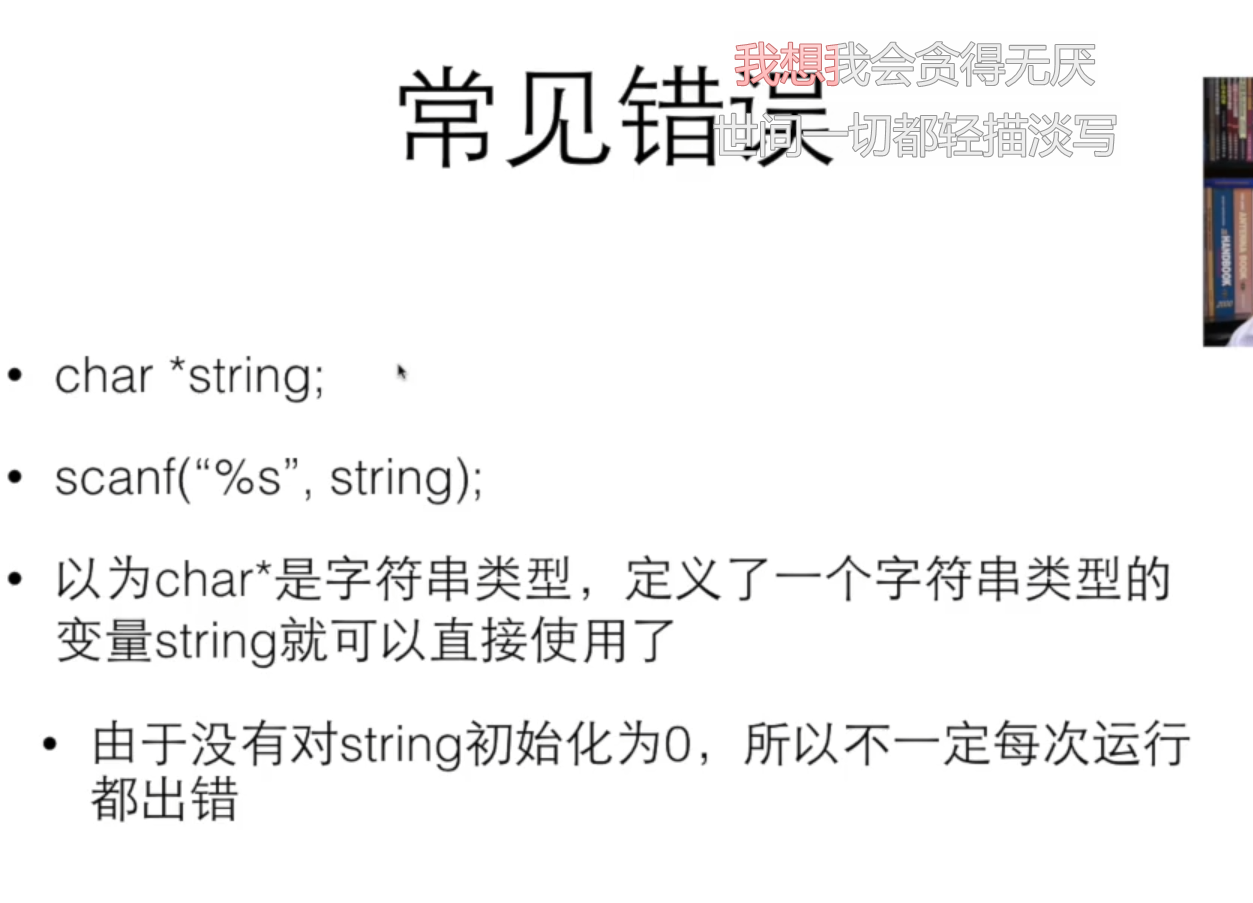 我想我会贪得无厌
常见错误
世间一切都轻描淡写
HANDBOOK
ANTENNA BOOK
• char *string;
• scanf(“%s”, string);
• 以为char*是字符串类型，定义了一个字符串类型的
变量string就可以直接使用了
• 由于没有对string初始化为0，所以不一定每次运行
都出错